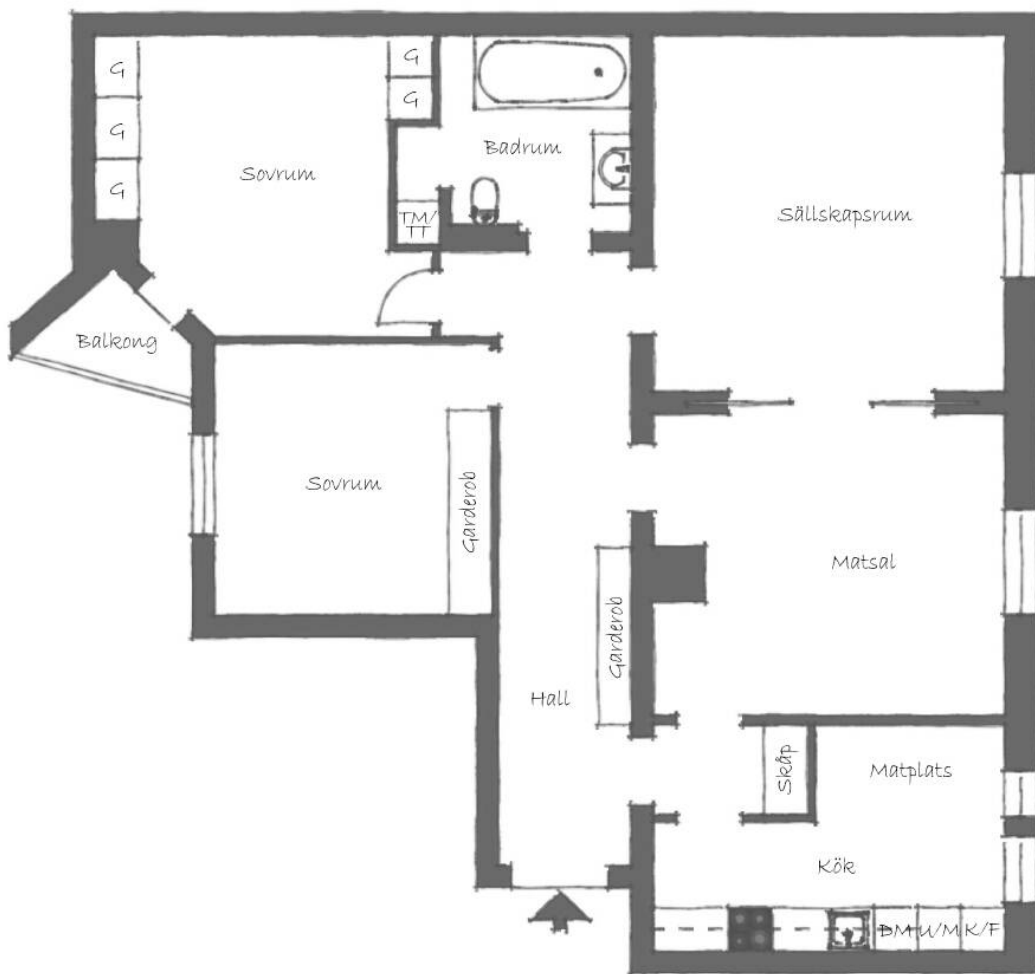 G
G
G
G
G
Sovrum
Badrum
TM/
TT
Sällskapsrum
Balkong
Sovrum
Garderob
Garderob
Matsal
Hall
Skåp
Matplats
Kök
DM U/M K/F